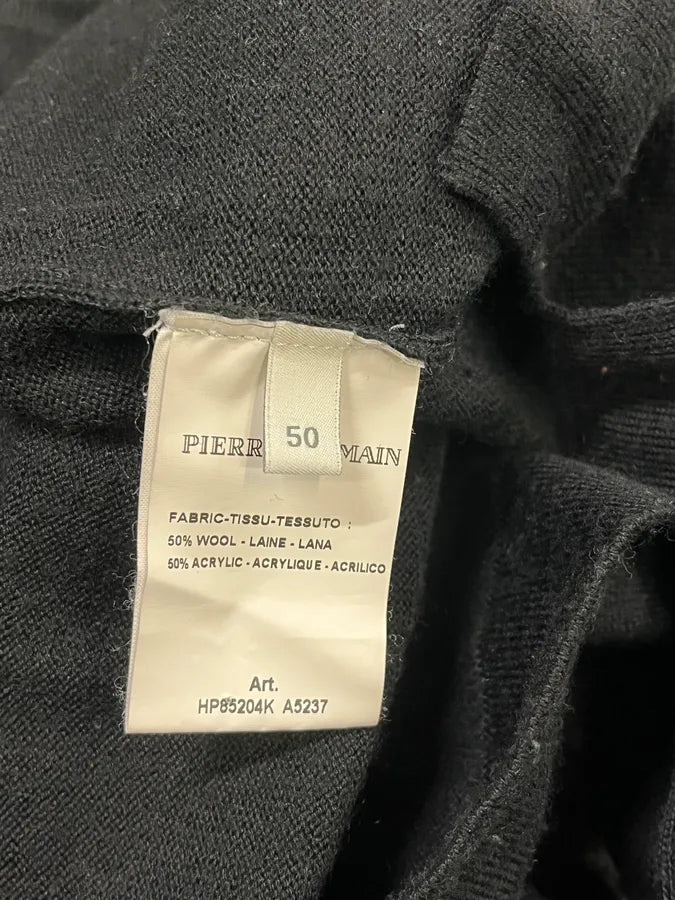 50
PIERR MAIN
FABRIC-TISSU-TESSUTO :
50% WOOL - LAINE - LANA
50% ACRYLIC - ACRYLIQUE - ACRILICO
Art.
HP85204K A5237